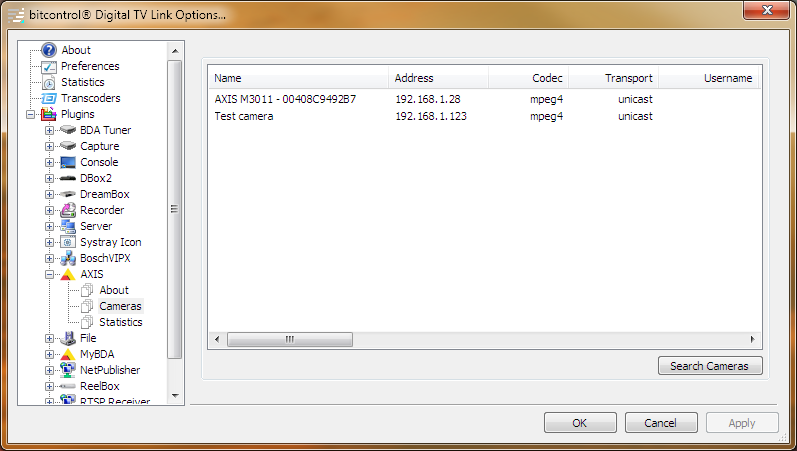 bitcontrol® Digital TV Link Options...
About
Preferences
Statistics
Transcoders
Plugins
BDA Tuner
Capture
Console
DBox2
DreamBox
Recorder
Server
Systray Icon
BoschVIPX
AXIS
About
Cameras
Statistics
File
MyBDA
NetPublisher
ReelBox
RTSP Receiver
Name Address Codec Transport Username
AXIS M3011 - 00408C9492B7 192.168.1.28 mpeg4 unicast
Test camera 192.168.1.123 mpeg4 unicast
Search Cameras
OK Cancel Apply